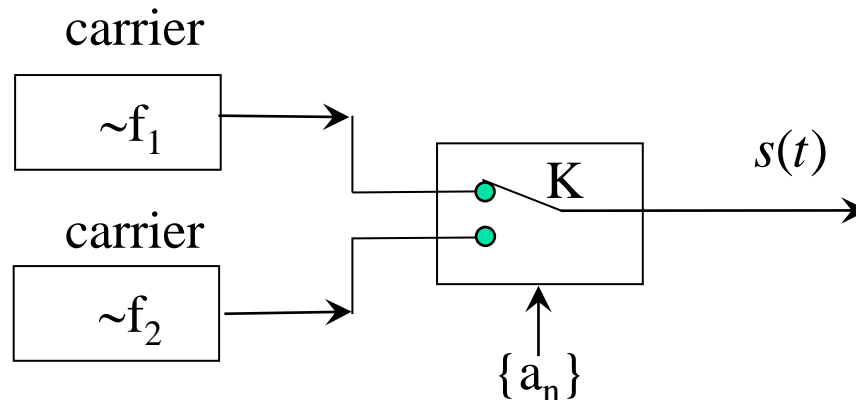 carrier
~f₁
K
s(t)
carrier
~f₂
{aₙ}